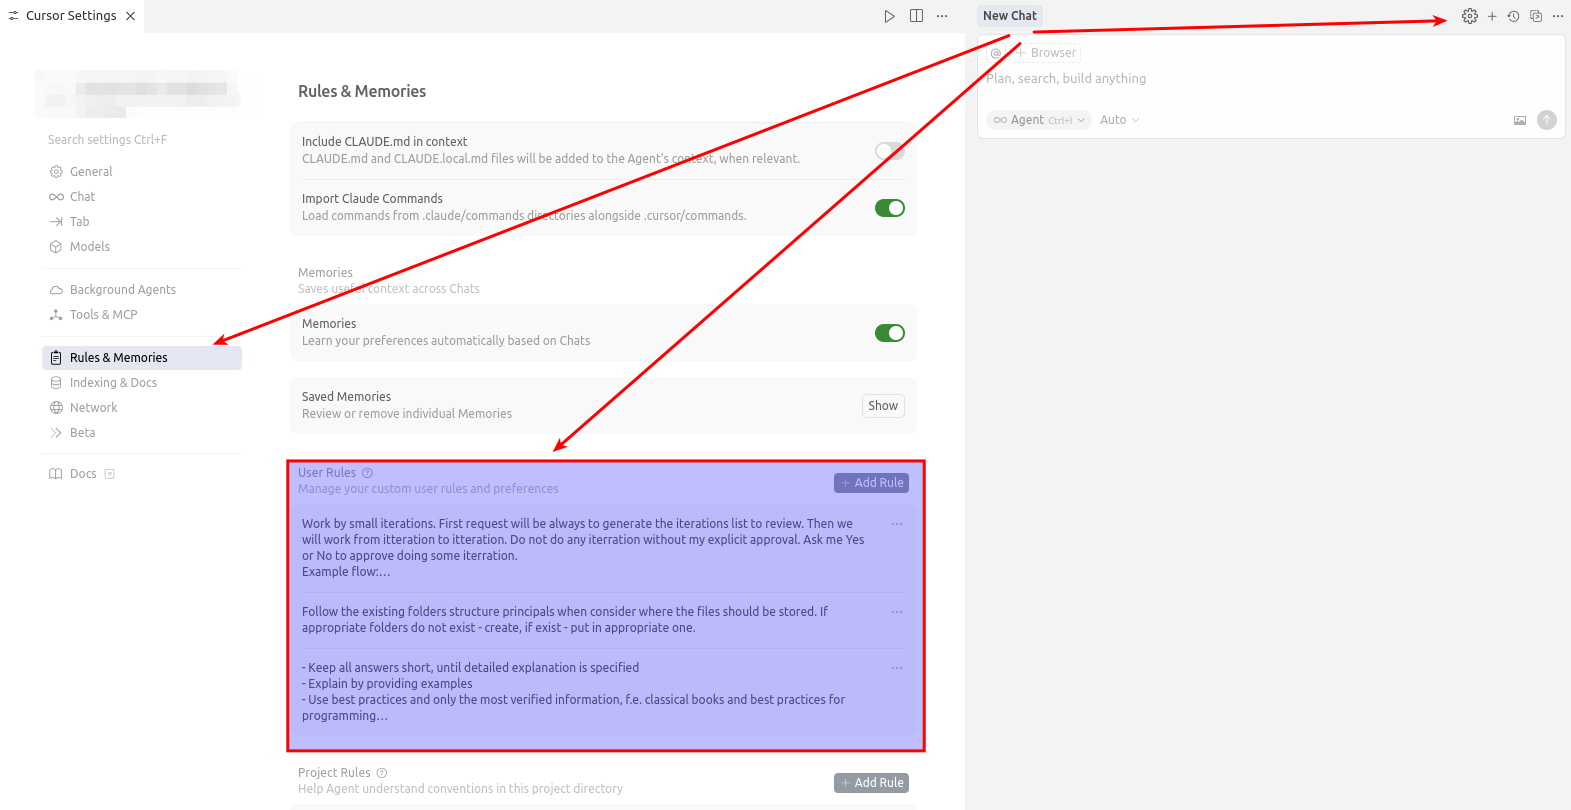 Cursor Settings
New Chat
@ + Browser
Plan, search, build anything
Agent Ctrl+I Auto
Search settings Ctrl+F
General
Chat
Tab
Models
Background Agents
Tools & MCP
Rules & Memories
Indexing & Docs
Network
Beta
Docs
Rules & Memories
Include CLAUDE.md in context
CLAUDE.md and CLAUDE.local.md files will be added to the Agent's context, when relevant.
Import Claude Commands
Load commands from .claude/commands directories alongside .cursor/commands.
Memories
Saves useful context across Chats
Memories
Learn your preferences automatically based on Chats
Saved Memories
Review or remove individual Memories
Show
User Rules
Manage your custom user rules and preferences
+ Add Rule
Work by small iterations. First request will be always to generate the iterations list to review. Then we
will work from itteration to itteration. Do not do any iterration without my explicit approval. Ask me Yes
or No to approve doing some iterration.
Example flow:...
Follow the existing folders structure principals when consider where the files should be stored. If
appropriate folders do not exist - create, if exist - put in appropriate one.
- Keep all answers short, until detailed explanation is specified
- Explain by providing examples
- Use best practices and only the most verified information, f.e. classical books and best practices for
programming...
Project Rules
Help Agent understand conventions in this project directory
+ Add Rule